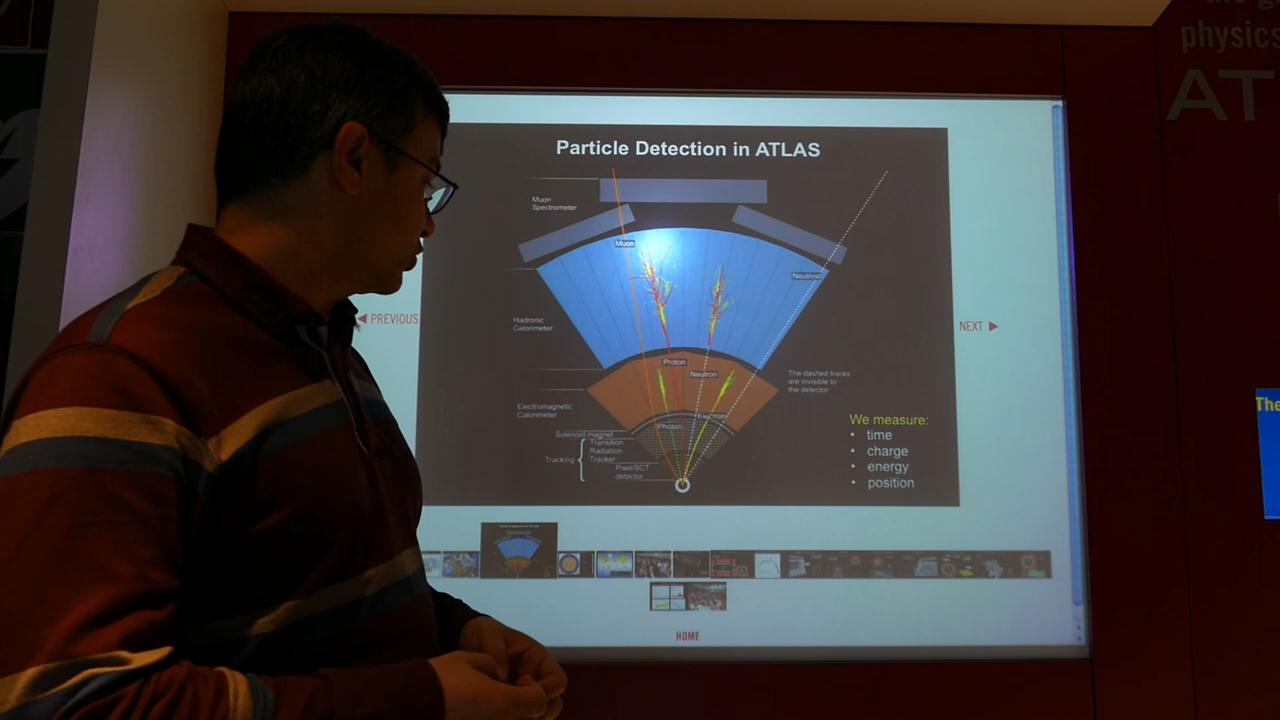 physics
AT
Particle Detection in ATLAS
Muon
Spectrometer
Muon
Neutrino
Hadronic
Calorimeter
◀ PREVIOUS
NEXT ▶
Proton
Neutron
The dashed tracks
are invisible to
the detector
The
Electromagnetic
Calorimeter
Electron
Photon
We measure:
• time
• charge
• energy
• position
Solenoid magnet
Tracking
Transition
Radiation
Tracker
Pixel/SCT
detector
HOME